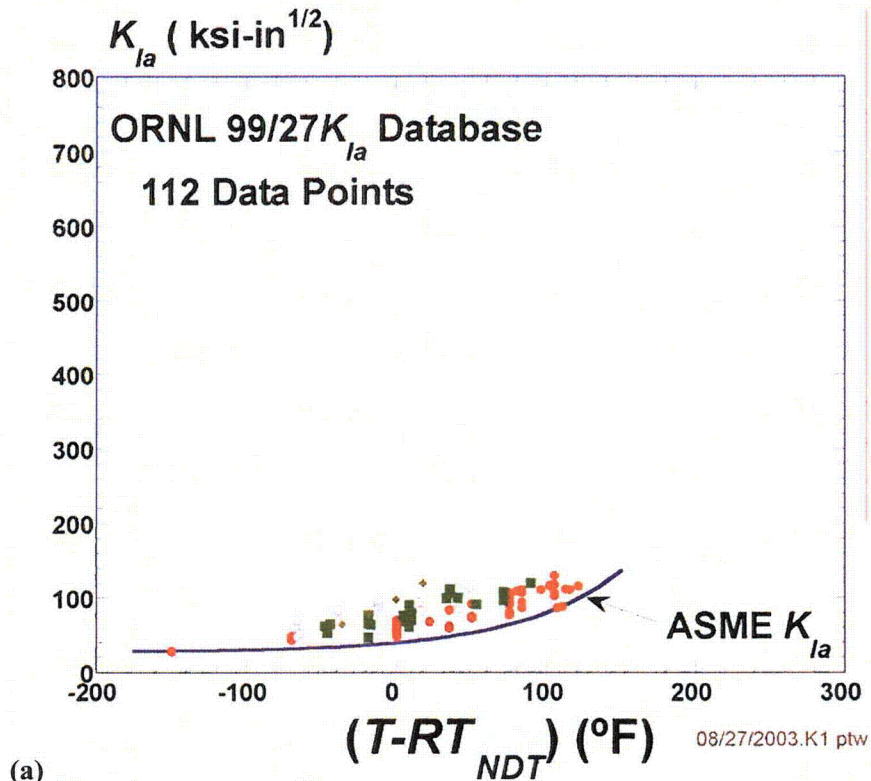 K_Ia ( ksi-in^1/2)
800
700
600
500
400
300
200
100
0
ORNL 99/27K_Ia Database
112 Data Points
ASME K_Ia
-200
-100
0
100
200
300
(T-RT_NDT) (ºF)
08/27/2003.K1 ptw
(a)